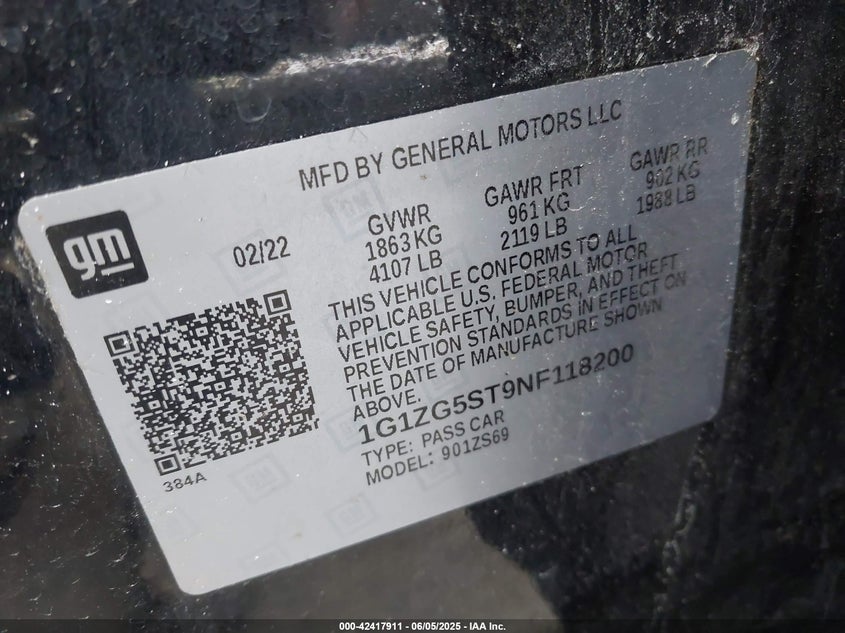 MFD BY GENERAL MOTORS LLC
gm
02/22
GVWR
1863 KG
4107 LB
GAWR FRT
961 KG
2119 LB
GAWR RR
902 KG
1988 LB
THIS VEHICLE CONFORMS TO ALL
APPLICABLE U.S. FEDERAL MOTOR
VEHICLE SAFETY, BUMPER, AND THEFT
PREVENTION STANDARDS IN EFFECT ON
THE DATE OF MANUFACTURE SHOWN
ABOVE.
1G1ZG5ST9NF118200
TYPE: PASS CAR
MODEL: 901ZS69
384A
000-42417911 - 06/05/2025 - IAA Inc.